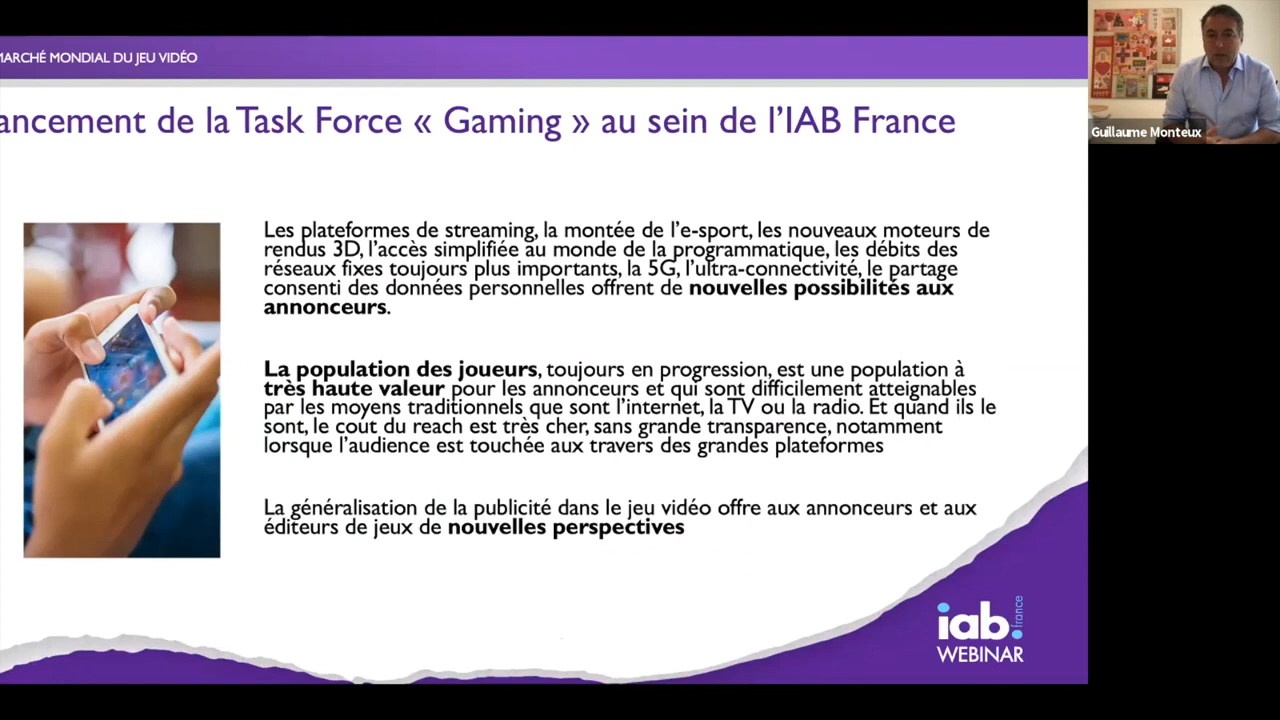 MARCHÉ MONDIAL DU JEU VIDÉO
ancement de la Task Force « Gaming » au sein de l'IAB France
Guillaume Monteux
Les plateformes de streaming, la montée de l'e-sport, les nouveaux moteurs de
rendus 3D, l'accès simplifiée au monde de la programmatique, les débits des
réseaux fixes toujours plus importants, la 5G, l'ultra-connectivité, le partage
consenti des données personnelles offrent de nouvelles possibilités aux
annonceurs.
La population des joueurs, toujours en progression, est une population à
très haute valeur pour les annonceurs et qui sont difficilement atteignables
par les moyens traditionnels que sont l'internet, la TV ou la radio. Et quand ils le
sont, le cout du reach est très cher, sans grande transparence, notamment
lorsque l'audience est touchée aux travers des grandes plateformes
La généralisation de la publicité dans le jeu vidéo offre aux annonceurs et aux
éditeurs de jeux de nouvelles perspectives
iab. france
WEBINAR